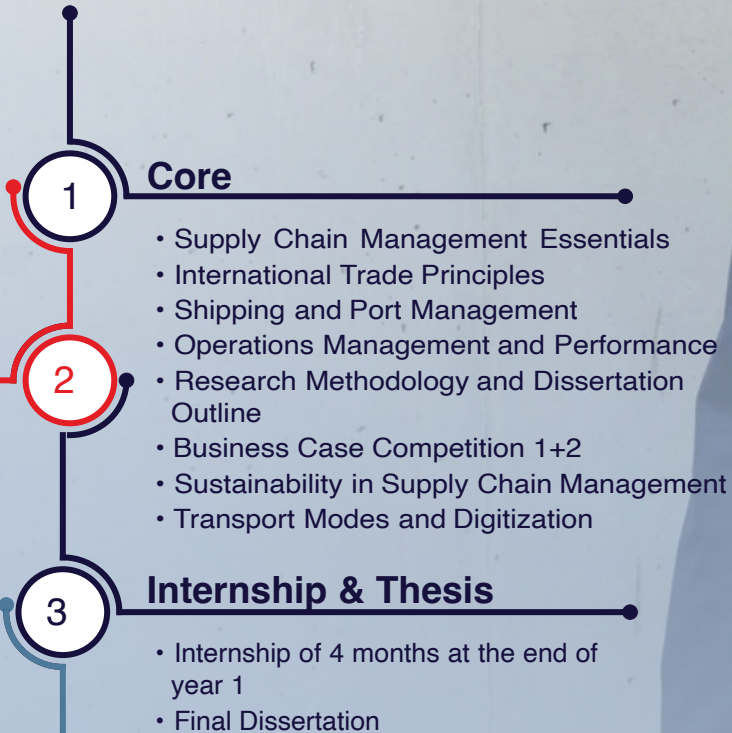 1
Core
• Supply Chain Management Essentials
• International Trade Principles
• Shipping and Port Management
• Operations Management and Performance
2
• Research Methodology and Dissertation
Outline
• Business Case Competition 1+2
• Sustainability in Supply Chain Management
• Transport Modes and Digitization
3
Internship & Thesis
• Internship of 4 months at the end of
year 1
• Final Dissertation